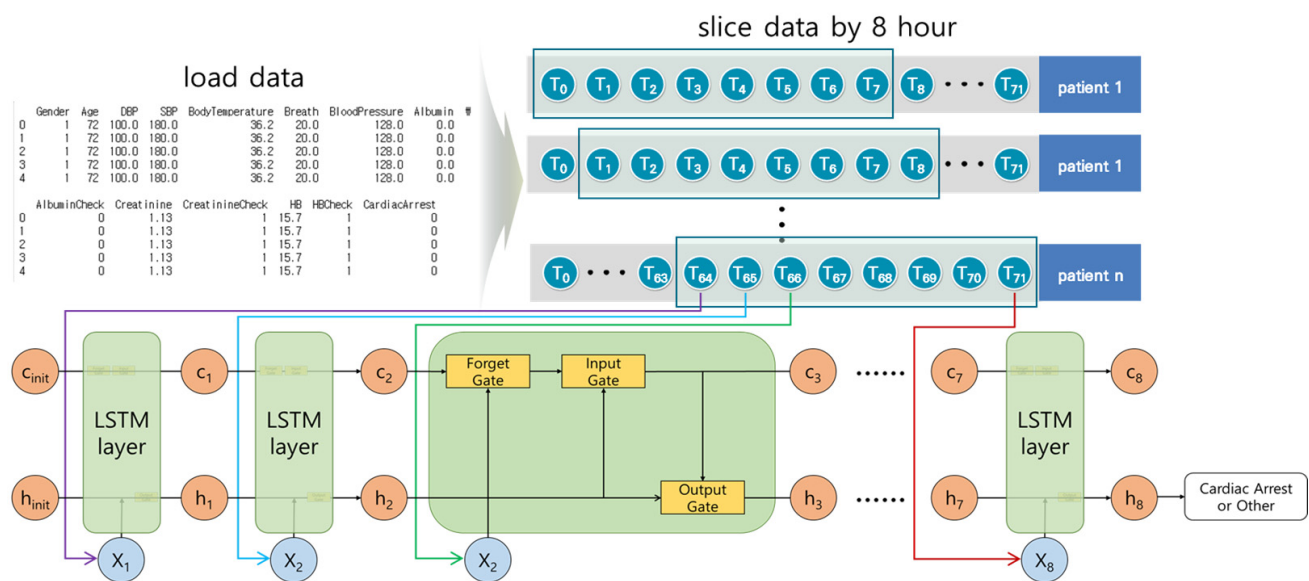 slice data by 8 hour
load data
T0 T1 T2 T3 T4 T5 T6 T7 T8 ••• T71 patient 1
T0 T1 T2 T3 T4 T5 T6 T7 T8 ••• T71 patient 1
T0 ••• T63 T64 T65 T66 T67 T68 T69 T70 T71 patient n
Gender Age DBP SBP BodyTemperature Breath BloodPressure Albumin ₩
0 1 72 100.0 180.0 36.2 20.0 128.0 0.0
1 1 72 100.0 180.0 36.2 20.0 128.0 0.0
2 1 72 100.0 180.0 36.2 20.0 128.0 0.0
3 1 72 100.0 180.0 36.2 20.0 128.0 0.0
4 1 72 100.0 180.0 36.2 20.0 128.0 0.0
AlbuminCheck Creatinine CreatinineCheck HB HBCheck CardiacArrest
0 0 1.13 1 15.7 1 0
1 0 1.13 1 15.7 1 0
2 0 1.13 1 15.7 1 0
3 0 1.13 1 15.7 1 0
4 0 1.13 1 15.7 1 0
cinit c1 c2 c3 •••••• c7 c8
Forget
Gate
Input
Gate
LSTM
layer
LSTM
layer
LSTM
layer
Output
Gate
hinit h1 h2 h3 •••••• h7 h8
Cardiac Arrest
or Other
X1 X2 X2 X8